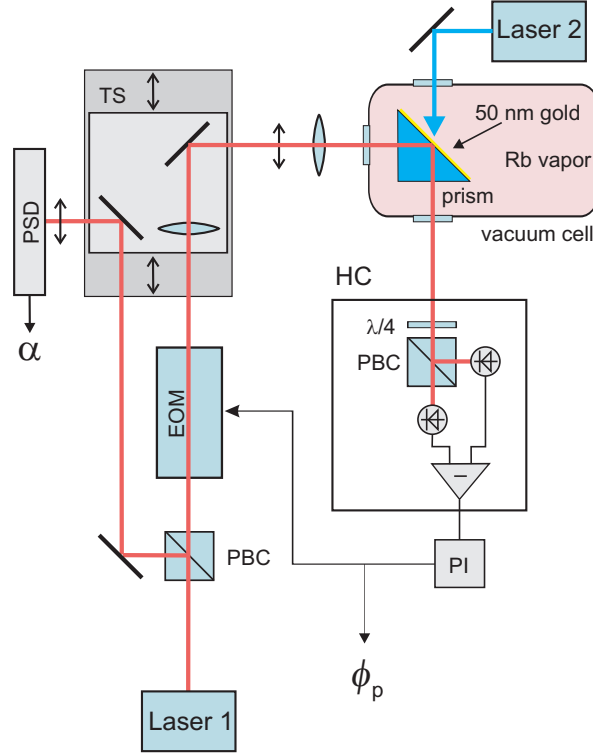 Laser 2
TS
50 nm gold
Rb vapor
prism
PSD
vacuum cell
HC
λ/4
PBC
α
EOM
−
PBC
PI
ϕp
Laser 1